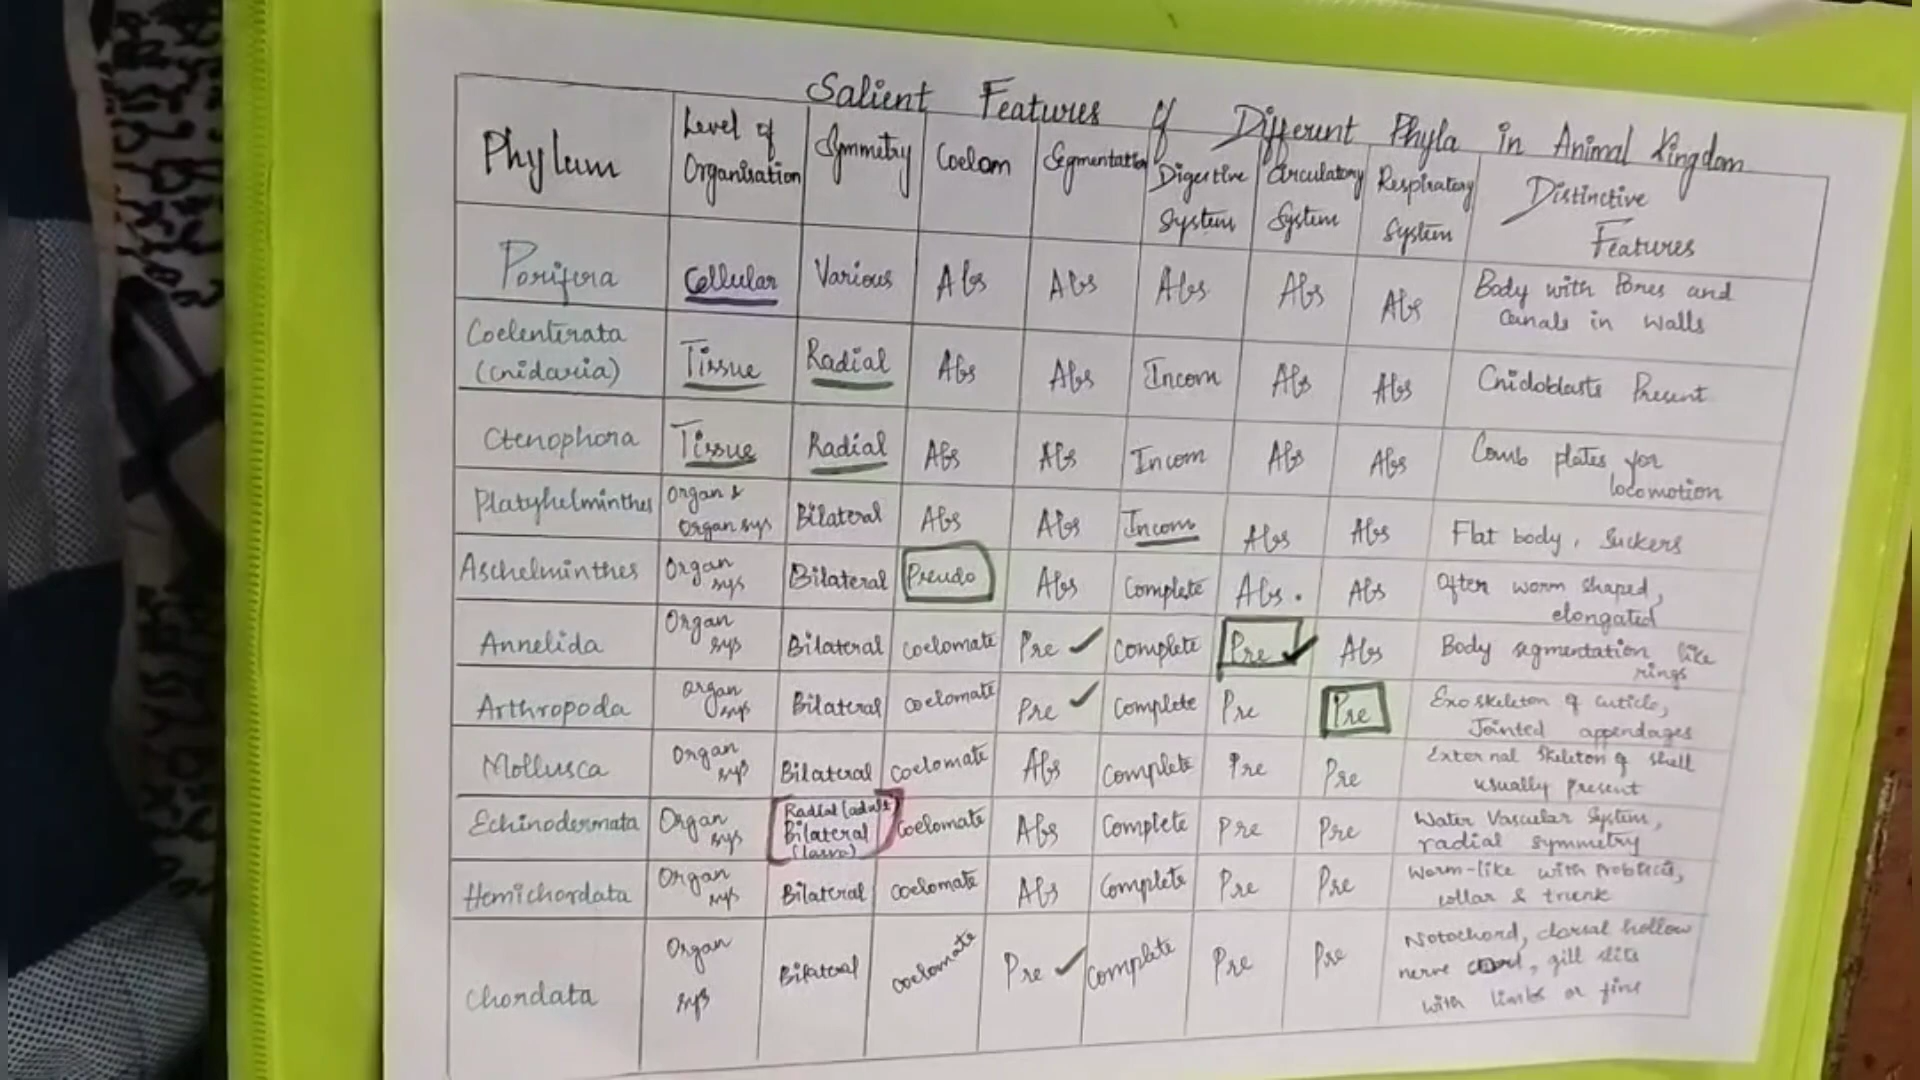 Salient Features of Different Phyla in Animal Kingdom
Phylum
Level of
Organisation
Symmetry
Coelom
Segmentation
Digestive
System
Circulatory
System
Respiratory
System
Distinctive
Features
Porifera
Cellular
Various
Abs
Abs
Abs
Abs
Abs
Body with Pores and
canals in walls
Coelenterata
(cnidaria)
Tissue
Radial
Abs
Abs
Incom
Abs
Abs
Cnidoblasts Present
Ctenophora
Tissue
Radial
Abs
Abs
Incom
Abs
Abs
Comb plates for
locomotion
Platyhelminthes
Organ &
Organ sys
Bilateral
Abs
Abs
Incom
Abs
Abs
Flat body, Suckers
Aschelminthes
Organ
sys
Bilateral
Pseudo
Abs
Complete
Abs.
Abs
Often worm shaped,
elongated
Annelida
Organ
sys
Bilateral
coelomate
Pre ✓
Complete
Pre ✓
Abs
Body segmentation like
rings
Arthropoda
Organ
sys
Bilateral
coelomate
Pre ✓
Complete
Pre
Pre
Exoskeleton of cuticle,
Jointed appendages
Mollusca
Organ
sys
Bilateral
coelomate
Abs
Complete
Pre
Pre
External Skeleton of shell
usually present
Echinodermata
Organ
sys
Radial (adult)
Bilateral
(larva)
coelomate
Abs
Complete
Pre
Pre
Water Vascular System,
radial symmetry
Hemichordata
Organ
sys
Bilateral
coelomate
Abs
Complete
Pre
Pre
Worm-like with
collar & trunk
Chordata
Organ
sys
Bilateral
coelomate
Pre ✓
Complete
Pre
Pre
Notochord, dorsal hollow
nerve cord, gill slits
with limbs or fins